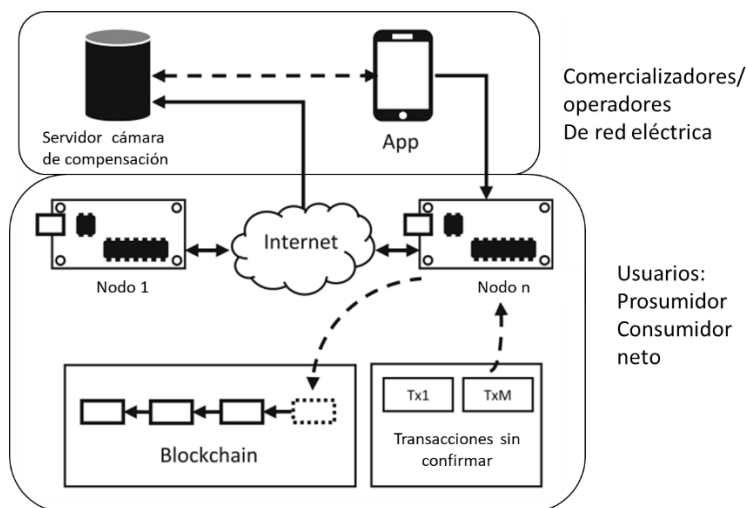 Servidor cámara
de compensación
App
Comercializadores/
operadores
De red eléctrica
Internet
Nodo 1
Nodo n
Usuarios:
Prosumidor
Consumidor
neto
Tx1
TxM
Transacciones sin
confirmar
Blockchain